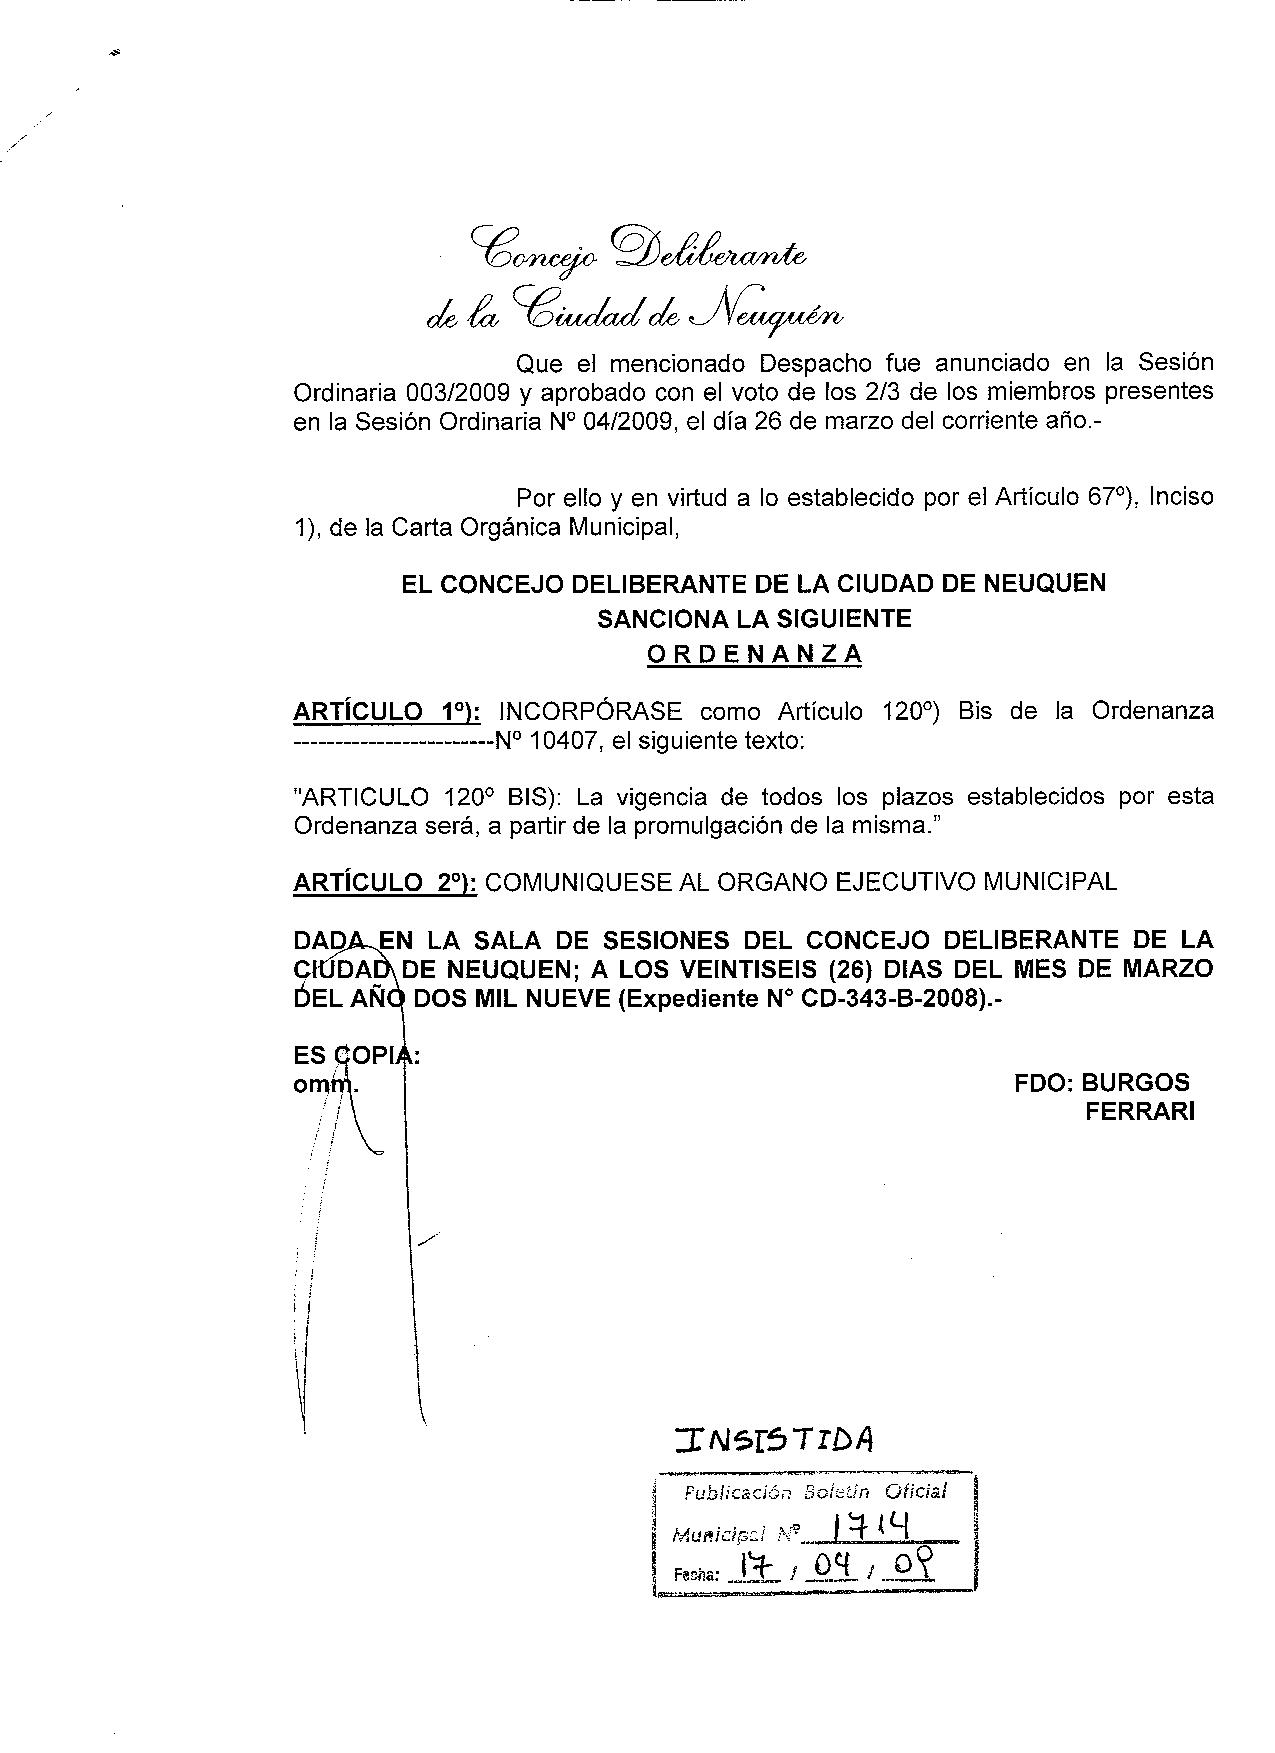 Concejo Deliberante
de la Ciudad de Neuquén
Que el mencionado Despacho fue anunciado en la Sesión
Ordinaria 003/2009 y aprobado con el voto de los 2/3 de los miembros presentes
en la Sesión Ordinaria Nº 04/2009, el día 26 de marzo del corriente año.-
Por ello y en virtud a lo establecido por el Artículo 67º), Inciso
1), de la Carta Orgánica Municipal,
EL CONCEJO DELIBERANTE DE LA CIUDAD DE NEUQUEN
SANCIONA LA SIGUIENTE
O R D E N A N Z A
ARTÍCULO 1º): INCORPÓRASE como Artículo 120º) Bis de la Ordenanza
------------------------Nº 10407, el siguiente texto:
"ARTICULO 120º BIS): La vigencia de todos los plazos establecidos por esta
Ordenanza será, a partir de la promulgación de la misma."
ARTÍCULO 2º): COMUNIQUESE AL ORGANO EJECUTIVO MUNICIPAL
DADA EN LA SALA DE SESIONES DEL CONCEJO DELIBERANTE DE LA
CIUDAD DE NEUQUEN; A LOS VEINTISEIS (26) DIAS DEL MES DE MARZO
DEL AÑO DOS MIL NUEVE (Expediente Nº CD-343-B-2008).-
ES COPIA:
omm.
FDO: BURGOS
FERRARI
INSISTIDA
Publicación Boletín Oficial
Municipal Nº 1714
Fecha: 17 / 04 / 09